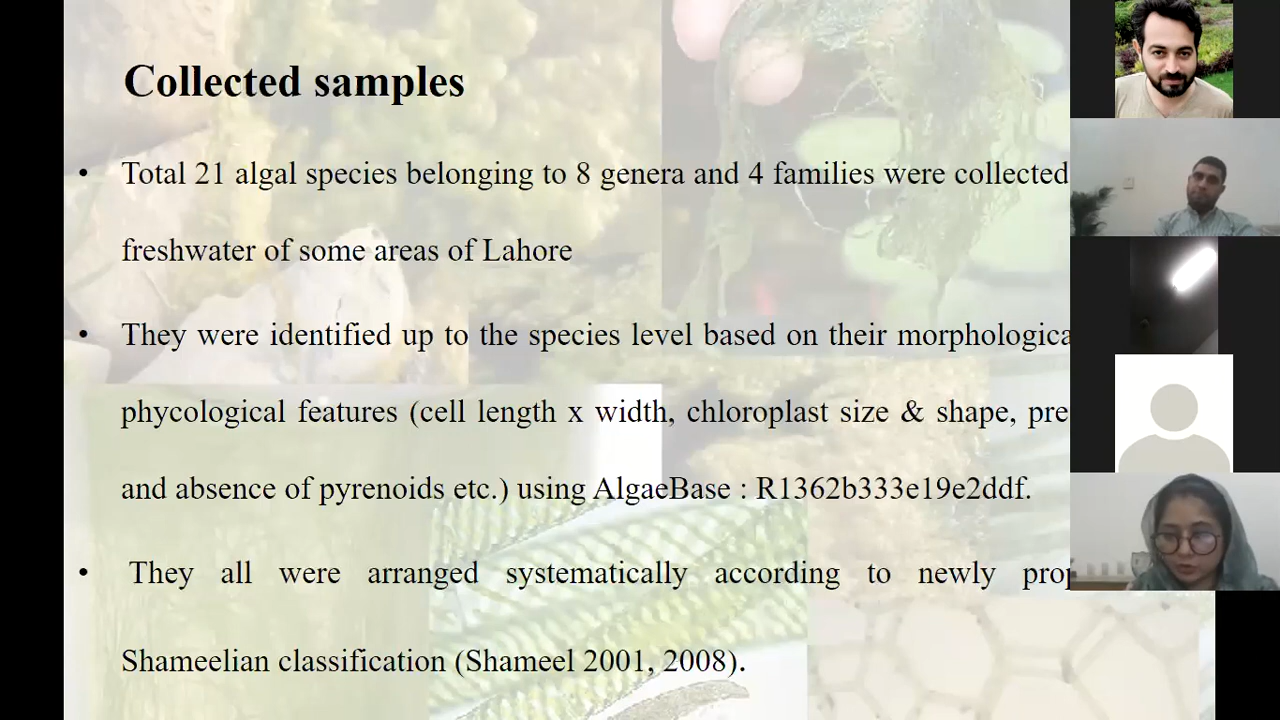 Collected samples
• Total 21 algal species belonging to 8 genera and 4 families were collected
freshwater of some areas of Lahore
• They were identified up to the species level based on their
phycological features (cell length x width, chloroplast size & shape,
and absence of pyrenoids etc.) using AlgaeBase : R1362b333e19e2ddf.
• They all were arranged systematically according to newly
Shameelian classification (Shameel 2001, 2008).